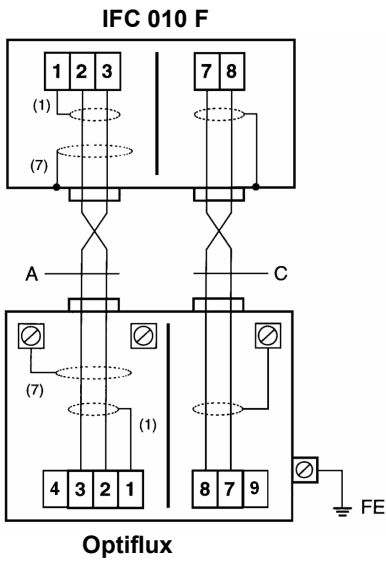 IFC 010 F
1 2 3 7 8
(1)
(7)
A C
(7)
(1)
4 3 2 1 8 7 9
FE
Optiflux